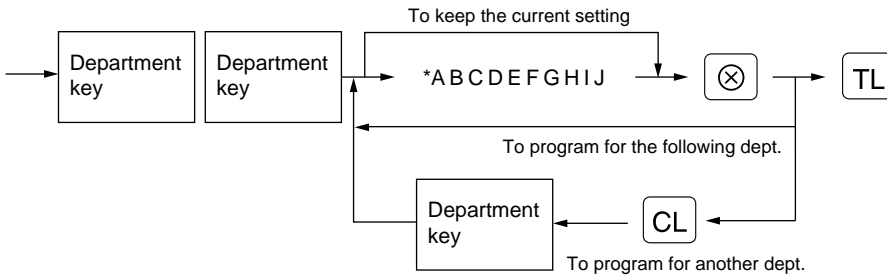 To keep the current setting
Department
key
Department
key
*A B C D E F G H I J
⊗
TL
To program for the following dept.
Department
key
CL
To program for another dept.